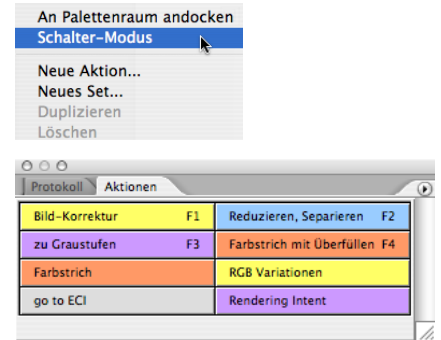 An Palettenraum andocken
Schalter-Modus
Neue Aktion...
Neues Set...
Duplizieren
Löschen
Protokoll Aktionen
Bild-Korrektur F1 Reduzieren, Separieren F2
zu Graustufen F3 Farbstrich mit Überfüllen F4
Farbstrich RGB Variationen
go to ECI Rendering Intent